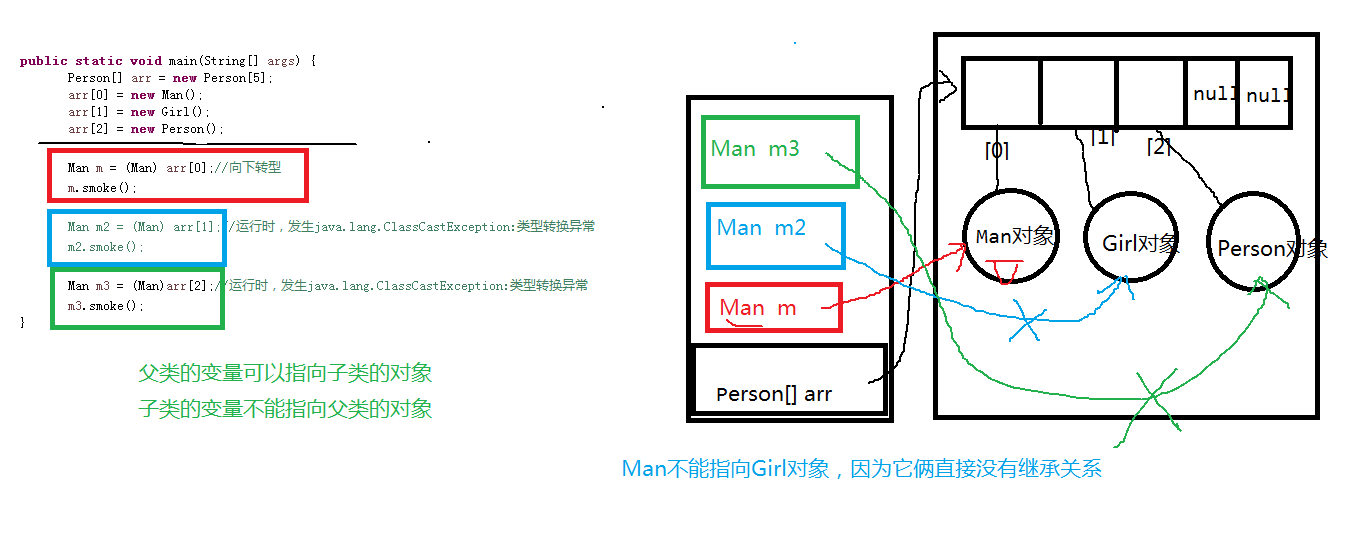 public static void main(String[] args) {
Person[] arr = new Person[5];
arr[0] = new Man();
arr[1] = new Girl();
arr[2] = new Person();
Man m = (Man) arr[0];//向下转型
m.smoke();
Man m2 = (Man) arr[1];//运行时，发生java.lang.ClassCastException:类型转换异常
m2.smoke();
Man m3 = (Man)arr[2];//运行时，发生java.lang.ClassCastException:类型转换异常
m3.smoke();
}
父类的变量可以指向子类的对象
子类的变量不能指向父类的对象
Man m3
Man m2
Man m
Person[] arr
null null
[0] [1] [2]
Man对象 Girl对象 Person对象
Man不能指向Girl对象，因为它俩直接没有继承关系